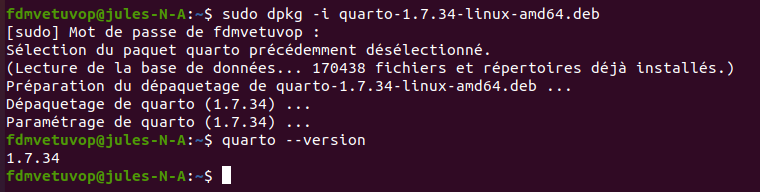 fdmvetuvop@jules-N-A:~$ sudo dpkg -i quarto-1.7.34-linux-amd64.deb
[sudo] Mot de passe de fdmvetuvop :
Sélection du paquet quarto précédemment désélectionné.
(Lecture de la base de données... 170438 fichiers et répertoires déjà installés.)
Préparation du dépaquetage de quarto-1.7.34-linux-amd64.deb ...
Dépaquetage de quarto (1.7.34) ...
Paramétrage de quarto (1.7.34) ...
fdmvetuvop@jules-N-A:~$ quarto --version
1.7.34
fdmvetuvop@jules-N-A:~$